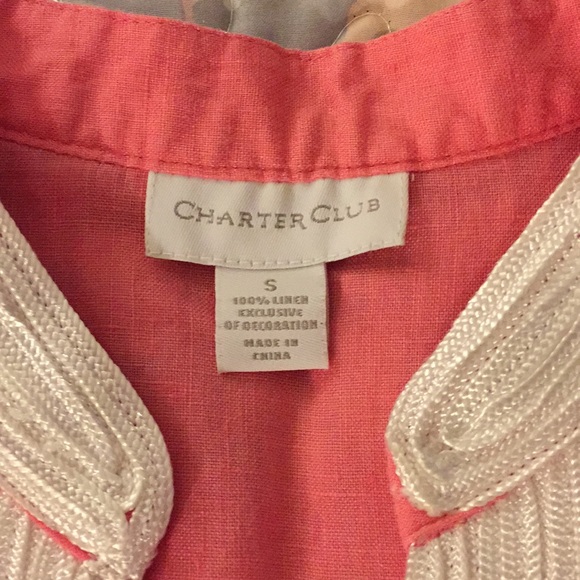 CHARTER CLUB
S
100% LINEN
EXCLUSIVE
OF DECORATION
MADE IN
CHINA